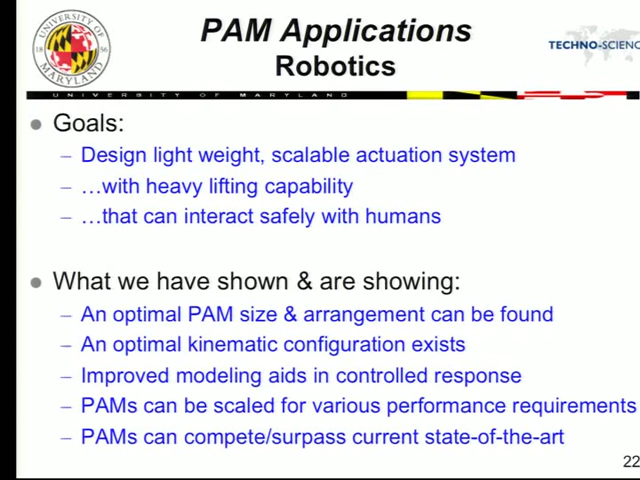 PAM Applications
Robotics
UNIVERSITY OF
18 56
MARYLAND
TECHNO-SCIENC
UNIVERSITY OF MARYLAND
● Goals:
– Design light weight, scalable actuation system
– …with heavy lifting capability
– …that can interact safely with humans
● What we have shown & are showing:
– An optimal PAM size & arrangement can be found
– An optimal kinematic configuration exists
– Improved modeling aids in controlled response
– PAMs can be scaled for various performance requirements
– PAMs can compete/surpass current state-of-the-art
22